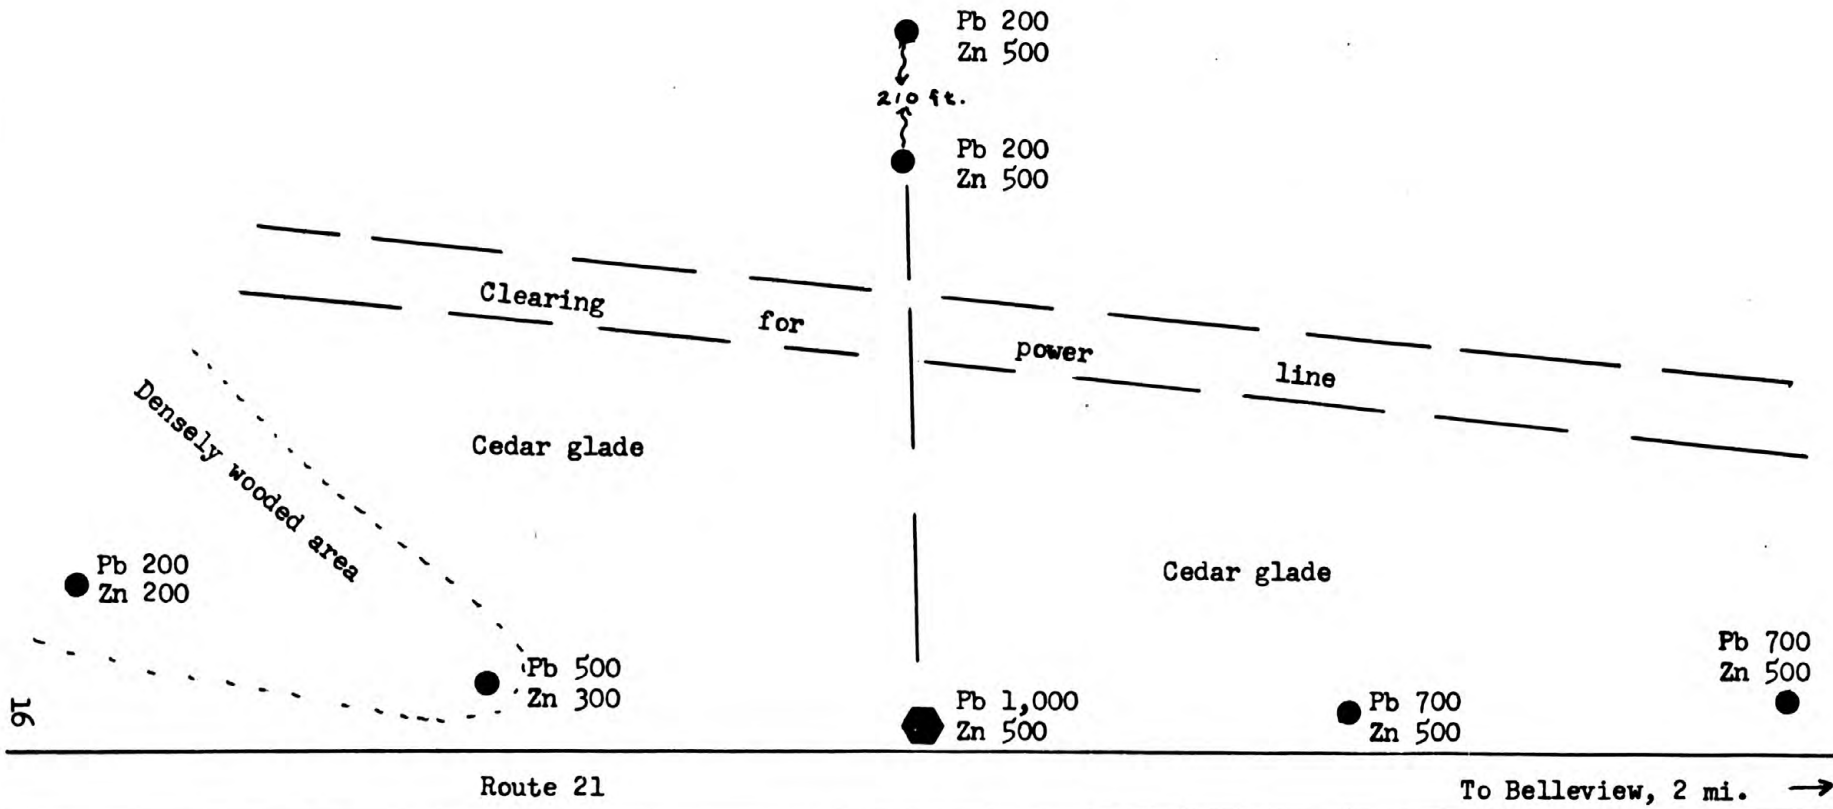 Pb 200
Zn 500
210 ft.
Pb 200
Zn 500
Clearing for power line
Densely wooded area
Cedar glade
Cedar glade
Pb 200
Zn 200
Pb 500
Zn 300
Pb 1,000
Zn 500
Pb 700
Zn 500
Pb 700
Zn 500
16
Route 21
To Belleview, 2 mi.